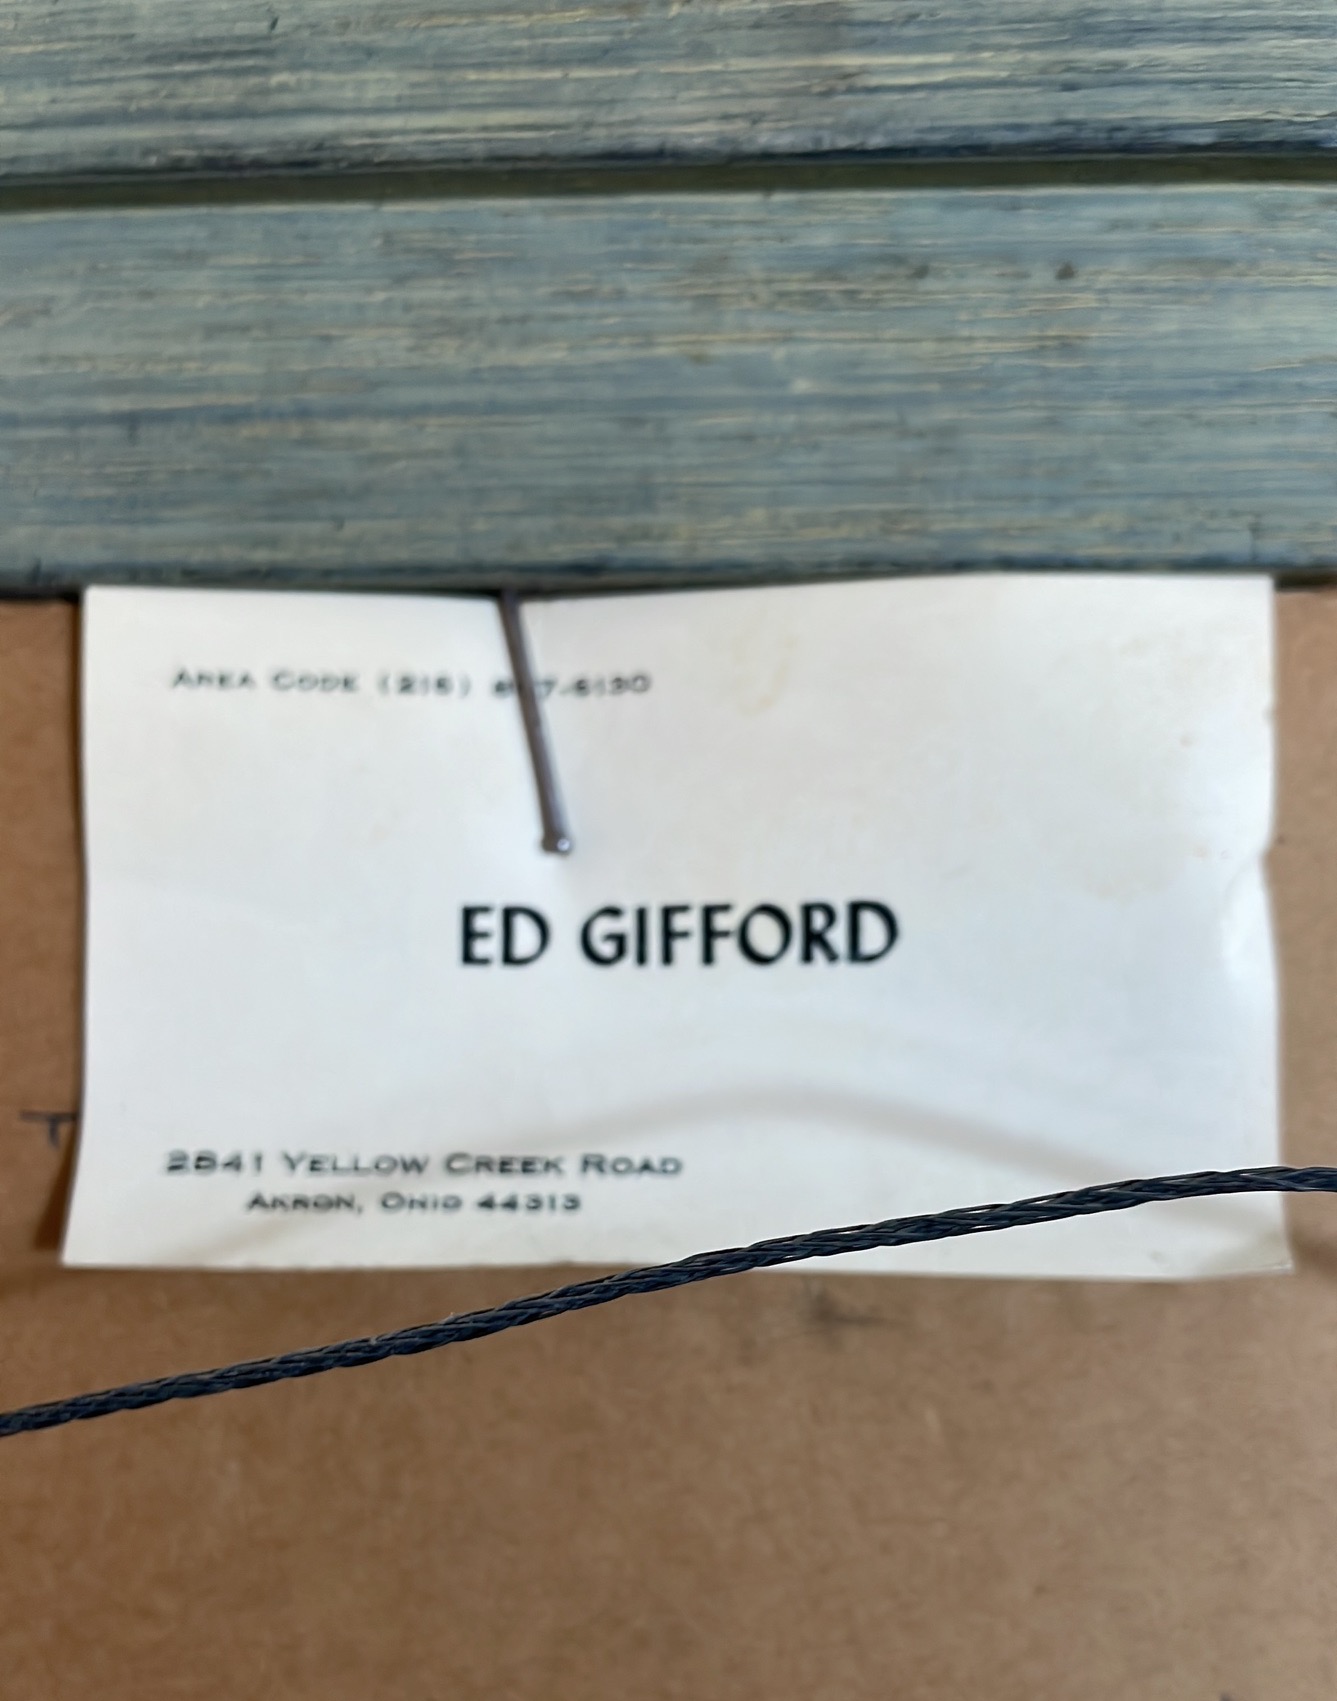 AREA CODE (216)
ED GIFFORD
2841 YELLOW CREEK ROAD
AKRON, OHIO 44313